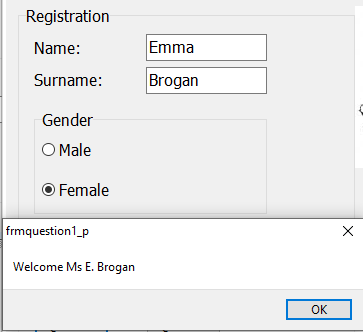 Registration
Name: Emma
Surname: Brogan
Gender
Male
Female
frmquestion1_p
Welcome Ms E. Brogan
OK